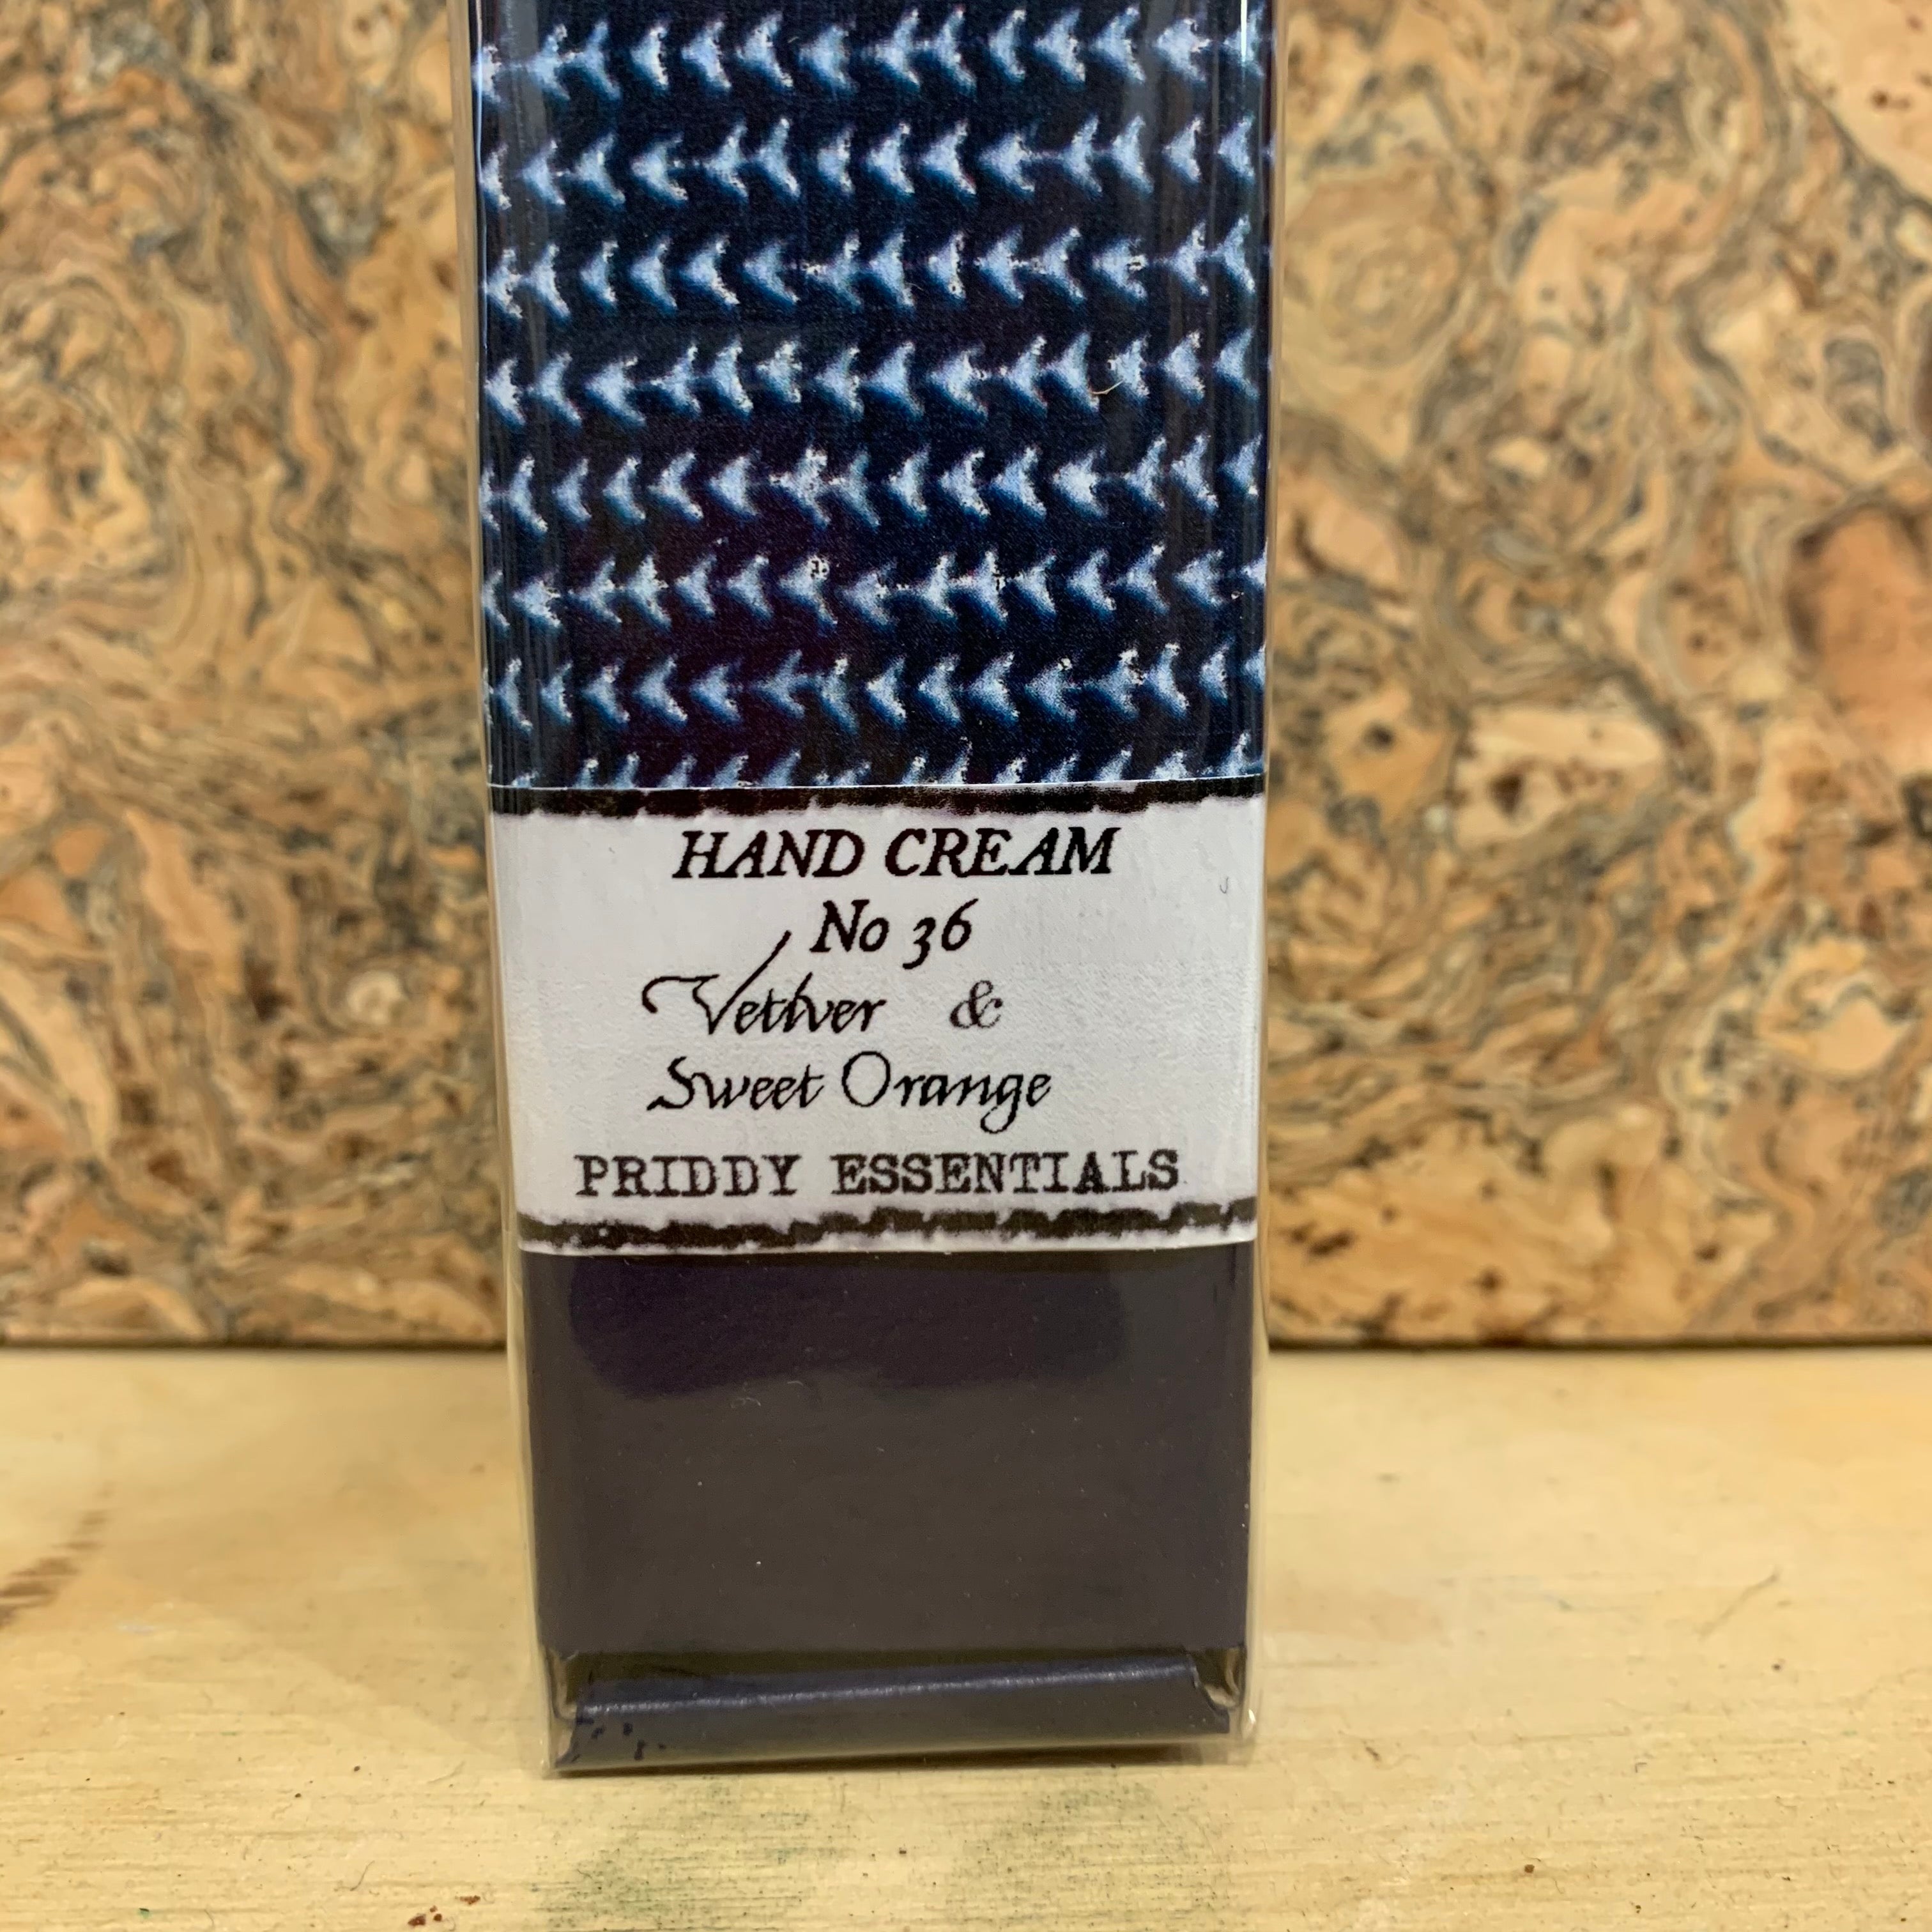 HAND CREAM
No 36
Vetiver &
Sweet Orange
PRIDDY ESSENTIALS